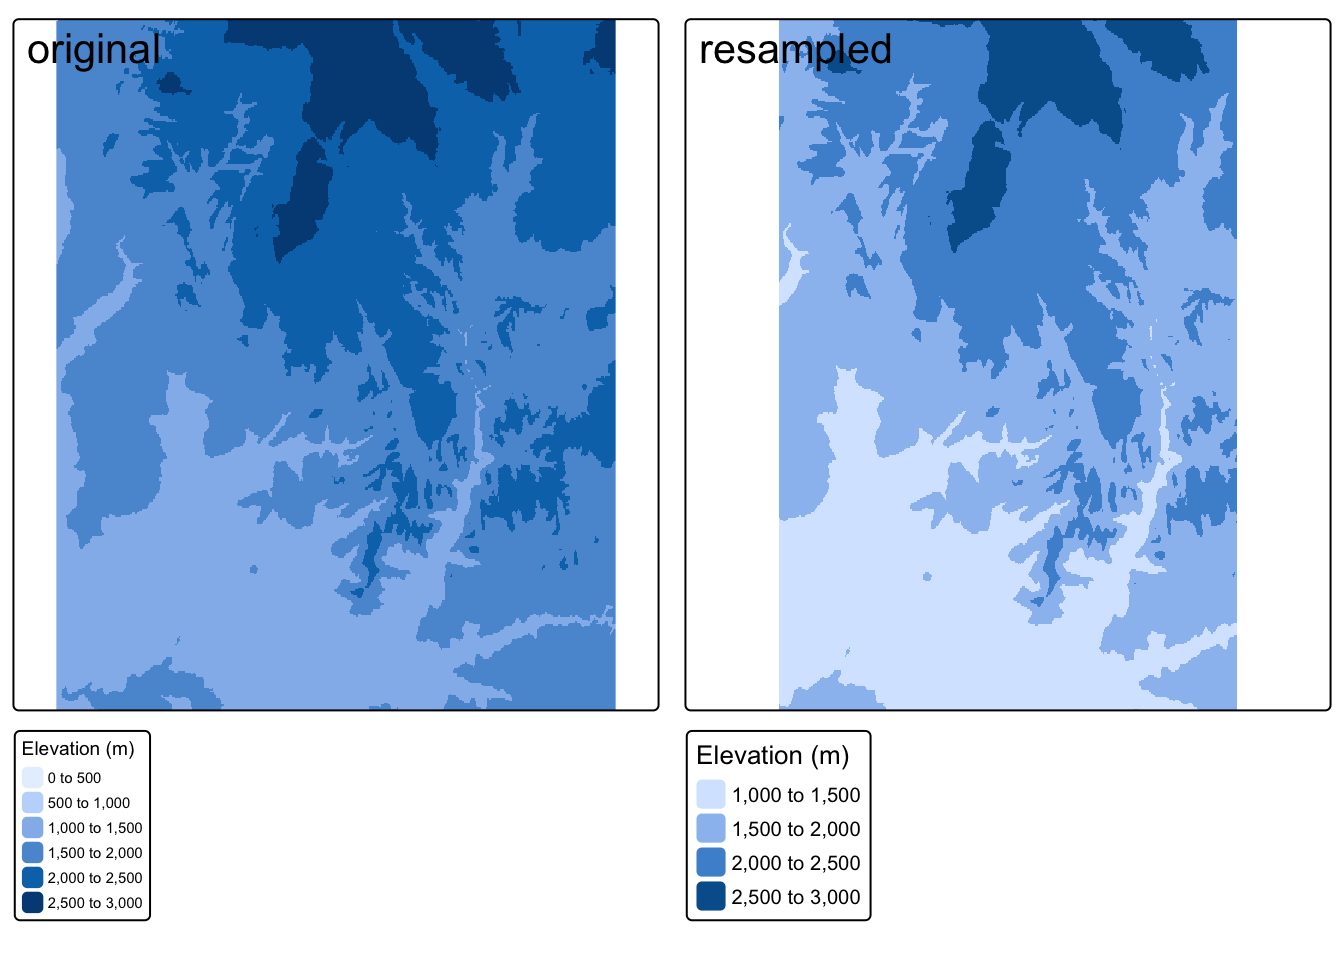 original
resampled
Elevation (m)
0 to 500
500 to 1,000
1,000 to 1,500
1,500 to 2,000
2,000 to 2,500
2,500 to 3,000
Elevation (m)
1,000 to 1,500
1,500 to 2,000
2,000 to 2,500
2,500 to 3,000